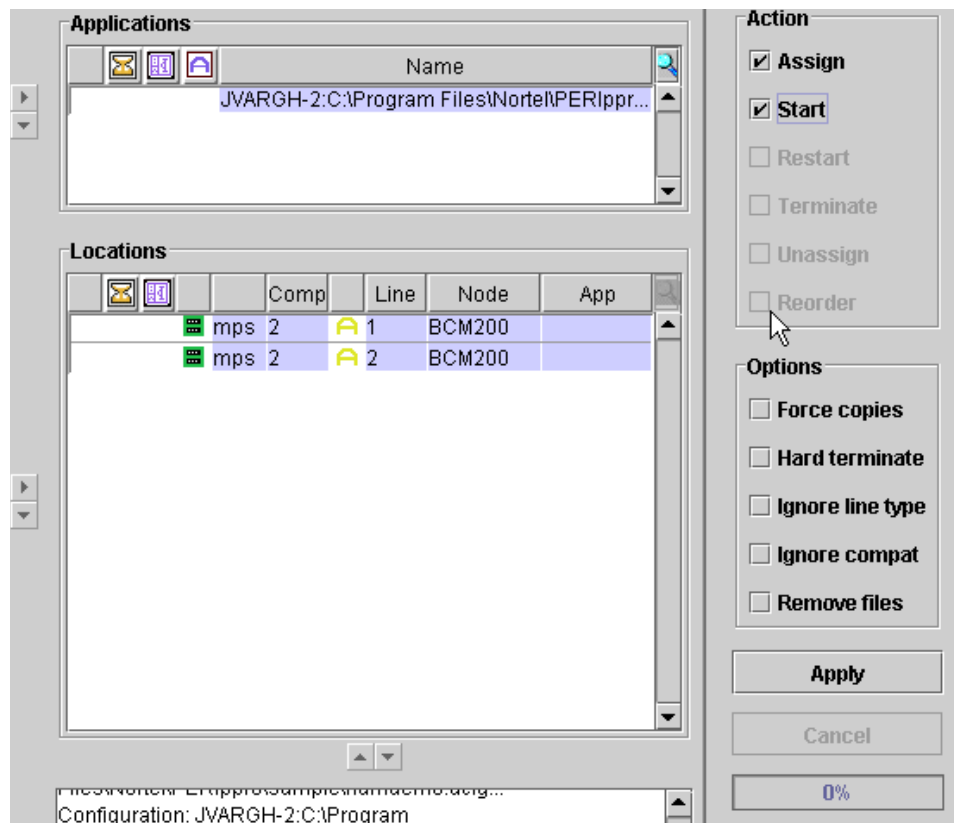 Applications
Name
JVARGH-2:C:\Program Files\Nortel\PERIppr...
Locations
Comp Line Node App
mps 2 1 BCM200
mps 2 2 BCM200
Configuration: JVARGH-2:C:\Program
Action
Assign
Start
Restart
Terminate
Unassign
Reorder
Options
Force copies
Hard terminate
Ignore line type
Ignore compat
Remove files
Apply
Cancel
0%